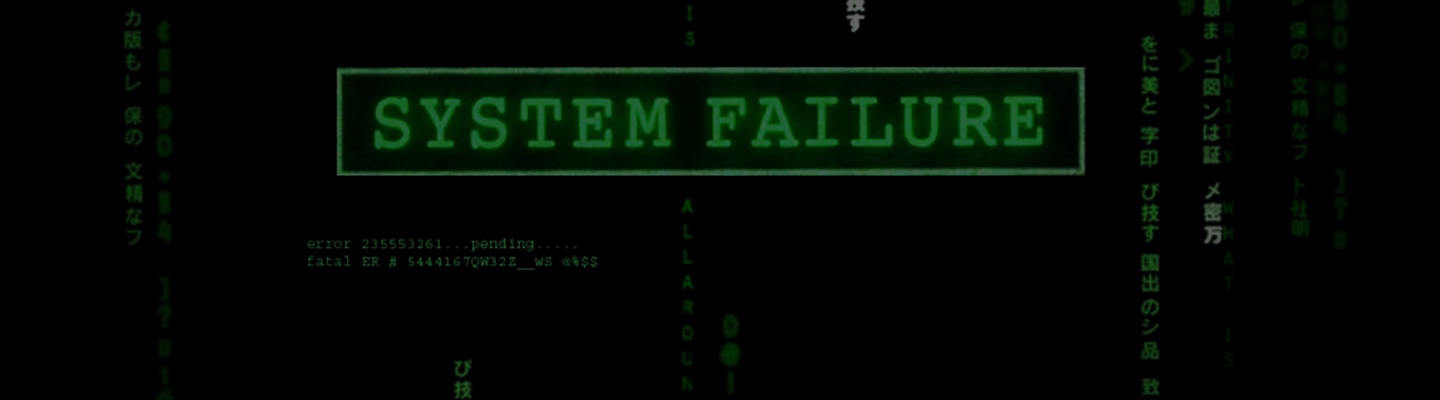 SYSTEM FAILURE
error 235553261...pending.....
fatal ER # 5444167QW32Z__wS @%$$
カ版もレ 保の 文精なフ
IS
ALLAROUN
び技
技す
をに美と 字印 び技す 国出 のシ品 致
最ま ゴ図ンは証 メ密万
TRINITY WHAT IS
保の 文精なフ ト社明